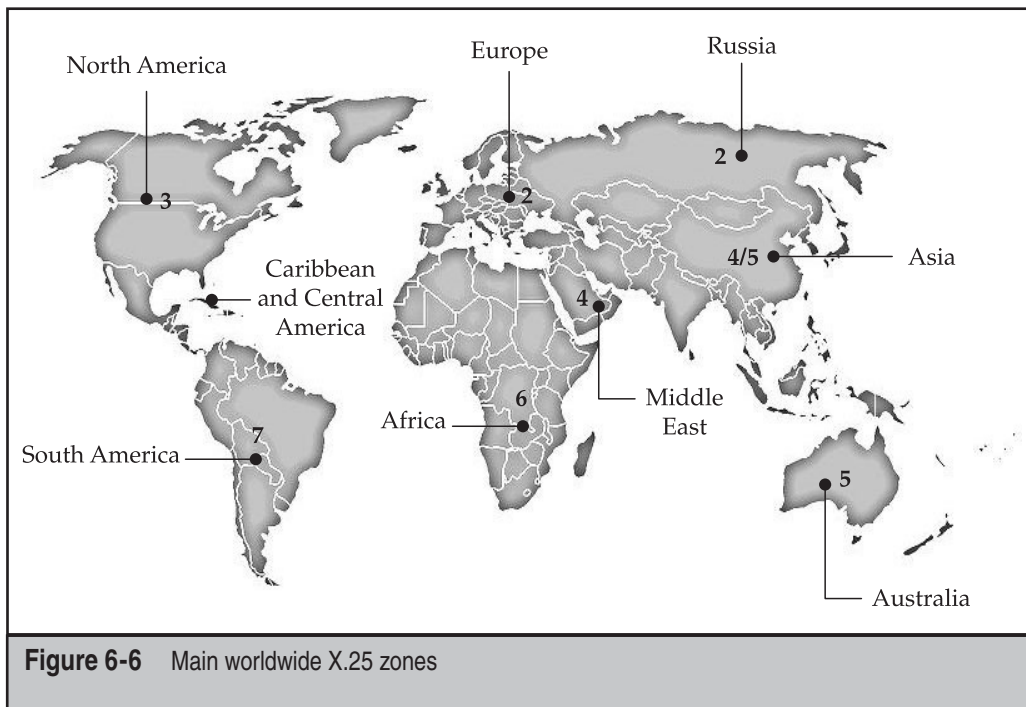 Russia
Europe
North America
2
2
3
4/5
Asia
Caribbean
and Central
America
4
Middle
East
6
Africa
7
South America
5
Australia
Figure 6-6 Main worldwide X.25 zones